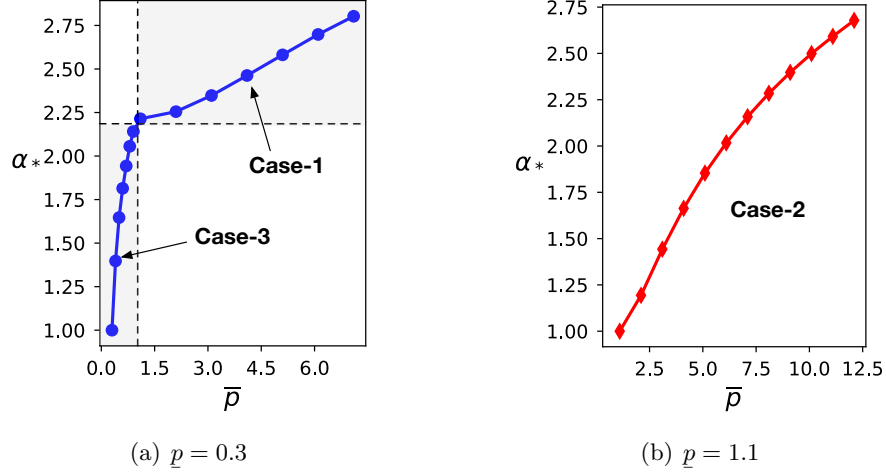 2.75
2.50
2.25
2.00
1.75
1.50
1.25
1.00
α*
Case-1
Case-3
0.0 1.5 3.0 4.5 6.0
p̅
(a) p̲ = 0.3
2.75
2.50
2.25
2.00
1.75
1.50
1.25
1.00
α*
Case-2
2.5 5.0 7.5 10.0 12.5
p̅
(b) p̲ = 1.1